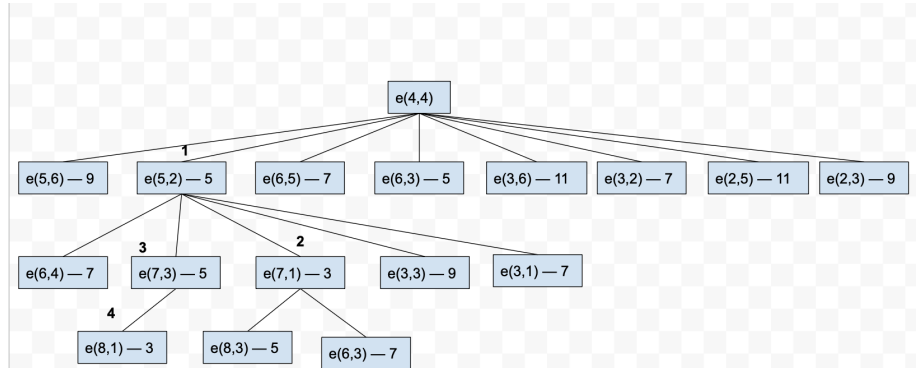 e(4,4)
1
e(5,6) — 9
e(5,2) — 5
e(6,5) — 7
e(6,3) — 5
e(3,6) — 11
e(3,2) — 7
e(2,5) — 11
e(2,3) — 9
3
2
e(6,4) — 7
e(7,3) — 5
e(7,1) — 3
e(3,3) — 9
e(3,1) — 7
4
e(8,1) — 3
e(8,3) — 5
e(6,3) — 7